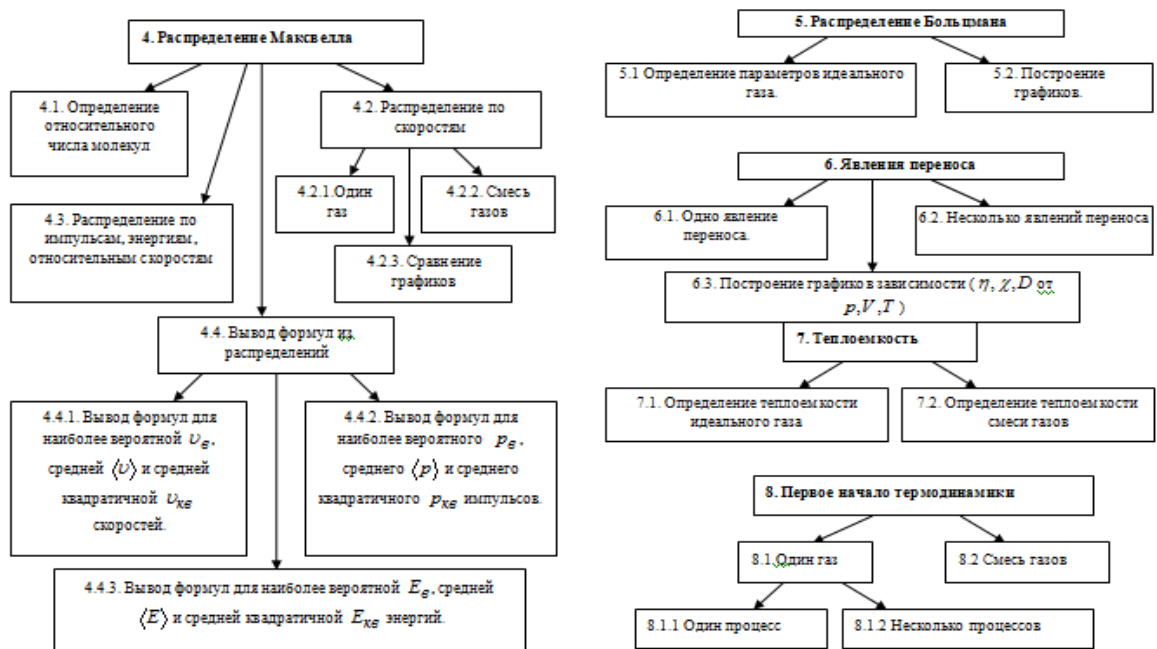 4. Распределение Максвелла
4.1. Определение
относительного
числа молекул
4.2. Распределение по
скоростям
4.2.1.Один
газ
4.2.2. Смесь
газов
4.3. Распределение по
импульсам, энергиям,
относительным скоростям
4.2.3. Сравнение
графиков
4.4. Вывод формул из
распределений
4.4.1. Вывод формул для
наиболее вероятной υ_в,
средней ⟨υ⟩ и средней
квадратичной υ_кв
скоростей.
4.4.2. Вывод формул для
наиболее вероятного p_в,
среднего ⟨p⟩ и среднего
квадратичного p_кв импульсов.
4.4.3. Вывод формул для наиболее вероятной E_в, средней
⟨E⟩ и средней квадратичной E_кв энергий.
5. Распределение Больцмана
5.1 Определение параметров идеального
газа.
5.2. Построение
графиков.
6. Явления переноса
6.1. Одно явление
переноса.
6.2. Несколько явлений переноса
6.3. Построение графиков зависимости (η, χ, D от
p,V,T)
7. Теплоемкость
7.1. Определение теплоемкости
идеального газа
7.2. Определение теплоемкости
смеси газов
8. Первое начало термодинамики
8.1.Один газ
8.2 Смесь газов
8.1.1 Один процесс
8.1.2 Несколько процессов